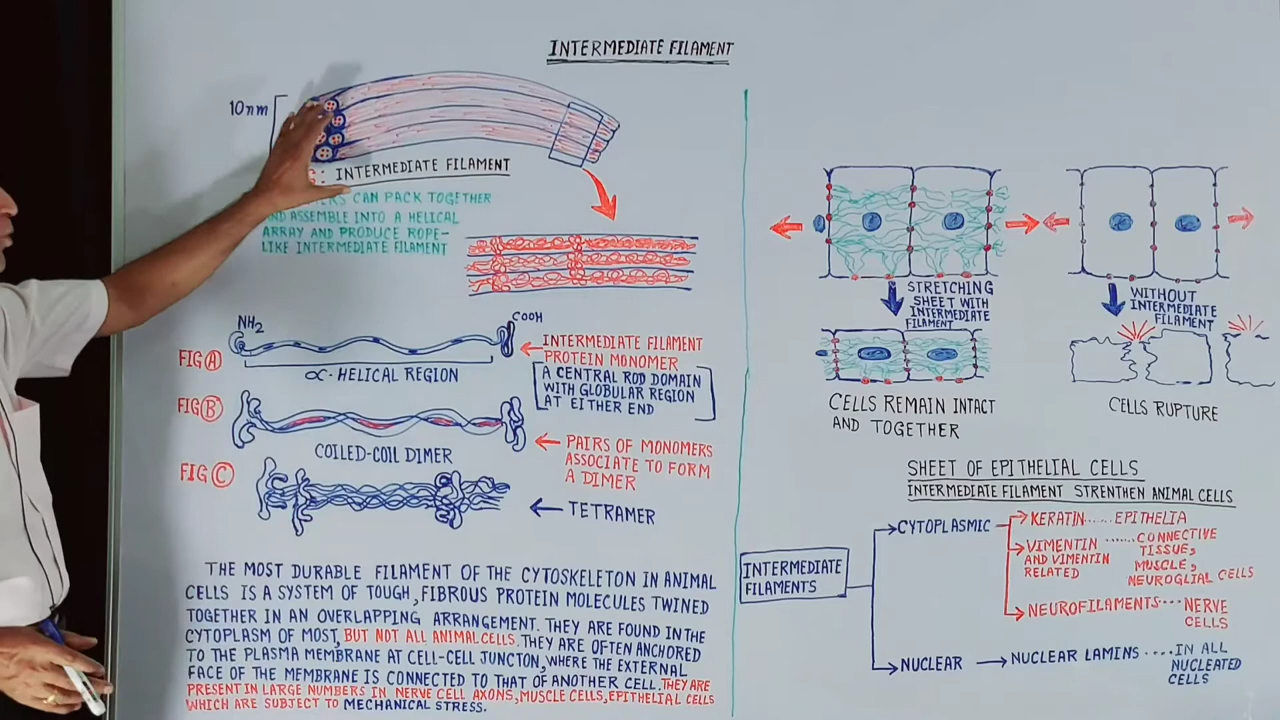 INTERMEDIATE FILAMENT
10nm
: INTERMEDIATE FILAMENT
CAN PACK TOGETHER
AND ASSEMBLE INTO A HELICAL
ARRAY AND PRODUCE ROPE-
LIKE INTERMEDIATE FILAMENT
NH2
COOH
FIG A
∝-HELICAL REGION
INTERMEDIATE FILAMENT
PROTEIN MONOMER
A CENTRAL ROD DOMAIN
WITH GLOBULAR REGION
AT EITHER END
FIG B
COILED-COIL DIMER
PAIRS OF MONOMERS
ASSOCIATE TO FORM
A DIMER
FIG C
TETRAMER
THE MOST DURABLE FILAMENT OF THE CYTOSKELETON IN ANIMAL
CELLS IS A SYSTEM OF TOUGH, FIBROUS PROTEIN MOLECULES TWINED
TOGETHER IN AN OVERLAPPING ARRANGEMENT. THEY ARE FOUND IN THE
CYTOPLASM OF MOST, BUT NOT ALL ANIMAL CELLS. THEY ARE OFTEN ANCHORED
TO THE PLASMA MEMBRANE AT CELL-CELL JUNCTON, WHERE THE EXTERNAL
FACE OF THE MEMBRANE IS CONNECTED TO THAT OF ANOTHER CELL. THEY ARE
PRESENT IN LARGE NUMBERS IN NERVE CELL AXONS, MUSCLE CELLS, EPITHELIAL CELLS
WHICH ARE SUBJECT TO MECHANICAL STRESS.
STRETCHING
SHEET WITH
INTERMEDIATE
FILAMENT
WITHOUT
INTERMEDIATE
FILAMENT
CELLS REMAIN INTACT
AND TOGETHER
CELLS RUPTURE
SHEET OF EPITHELIAL CELLS
INTERMEDIATE FILAMENT STRENTHEN ANIMAL CELLS
INTERMEDIATE
FILAMENTS
CYTOPLASMIC
KERATIN...... EPITHELIA
VIMENTIN
AND VIMENTIN
RELATED
...... CONNECTIVE
TISSUE,
MUSCLE,
NEUROGLIAL CELLS
NEUROFILAMENTS.... NERVE
CELLS
NUCLEAR
NUCLEAR LAMINS .... IN ALL
NUCLEATED
CELLS